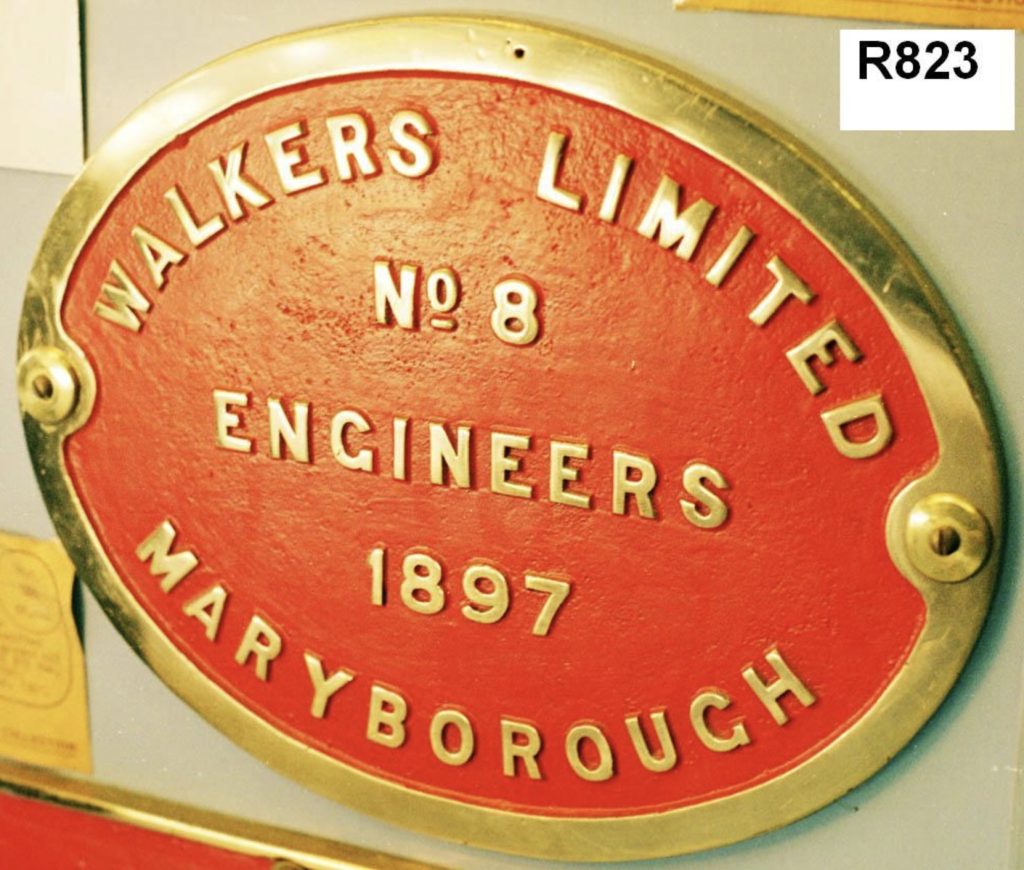 R823
WALKERS LIMITED
Nº 8
ENGINEERS
1897
MARYBOROUGH